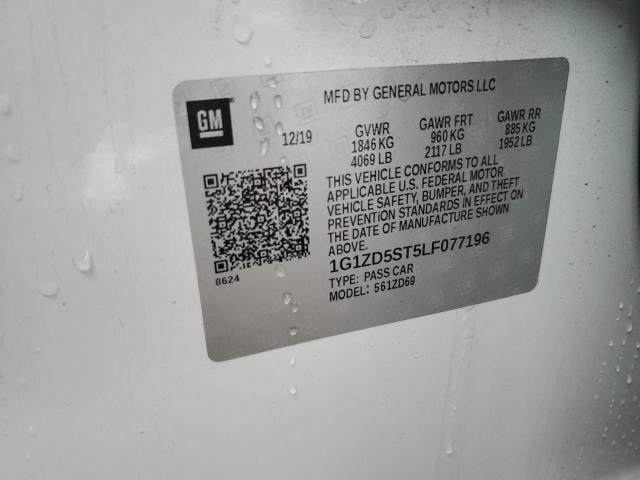 MFD BY GENERAL MOTORS LLC
GM
12/19 GVWR GAWR FRT GAWR RR
1846 KG 960 KG 885 KG
4069 LB 2117 LB 1952 LB
THIS VEHICLE CONFORMS TO ALL
APPLICABLE U.S. FEDERAL MOTOR
VEHICLE SAFETY, BUMPER, AND THEFT
PREVENTION STANDARDS IN EFFECT ON
THE DATE OF MANUFACTURE SHOWN
ABOVE.
1G1ZD5ST5LF077196
TYPE: PASS CAR
MODEL: 561ZD69
8624